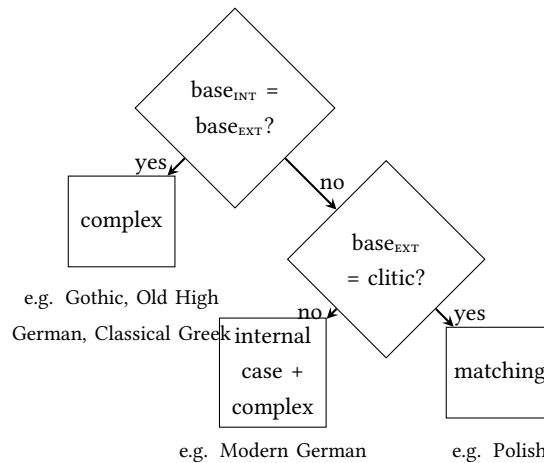 base_INT =
base_EXT?
yes
no
complex
base_EXT
= clitic?
e.g. Gothic, Old High
German, Classical Greek
no
yes
internal
case +
complex
matching
e.g. Modern German
e.g. Polish